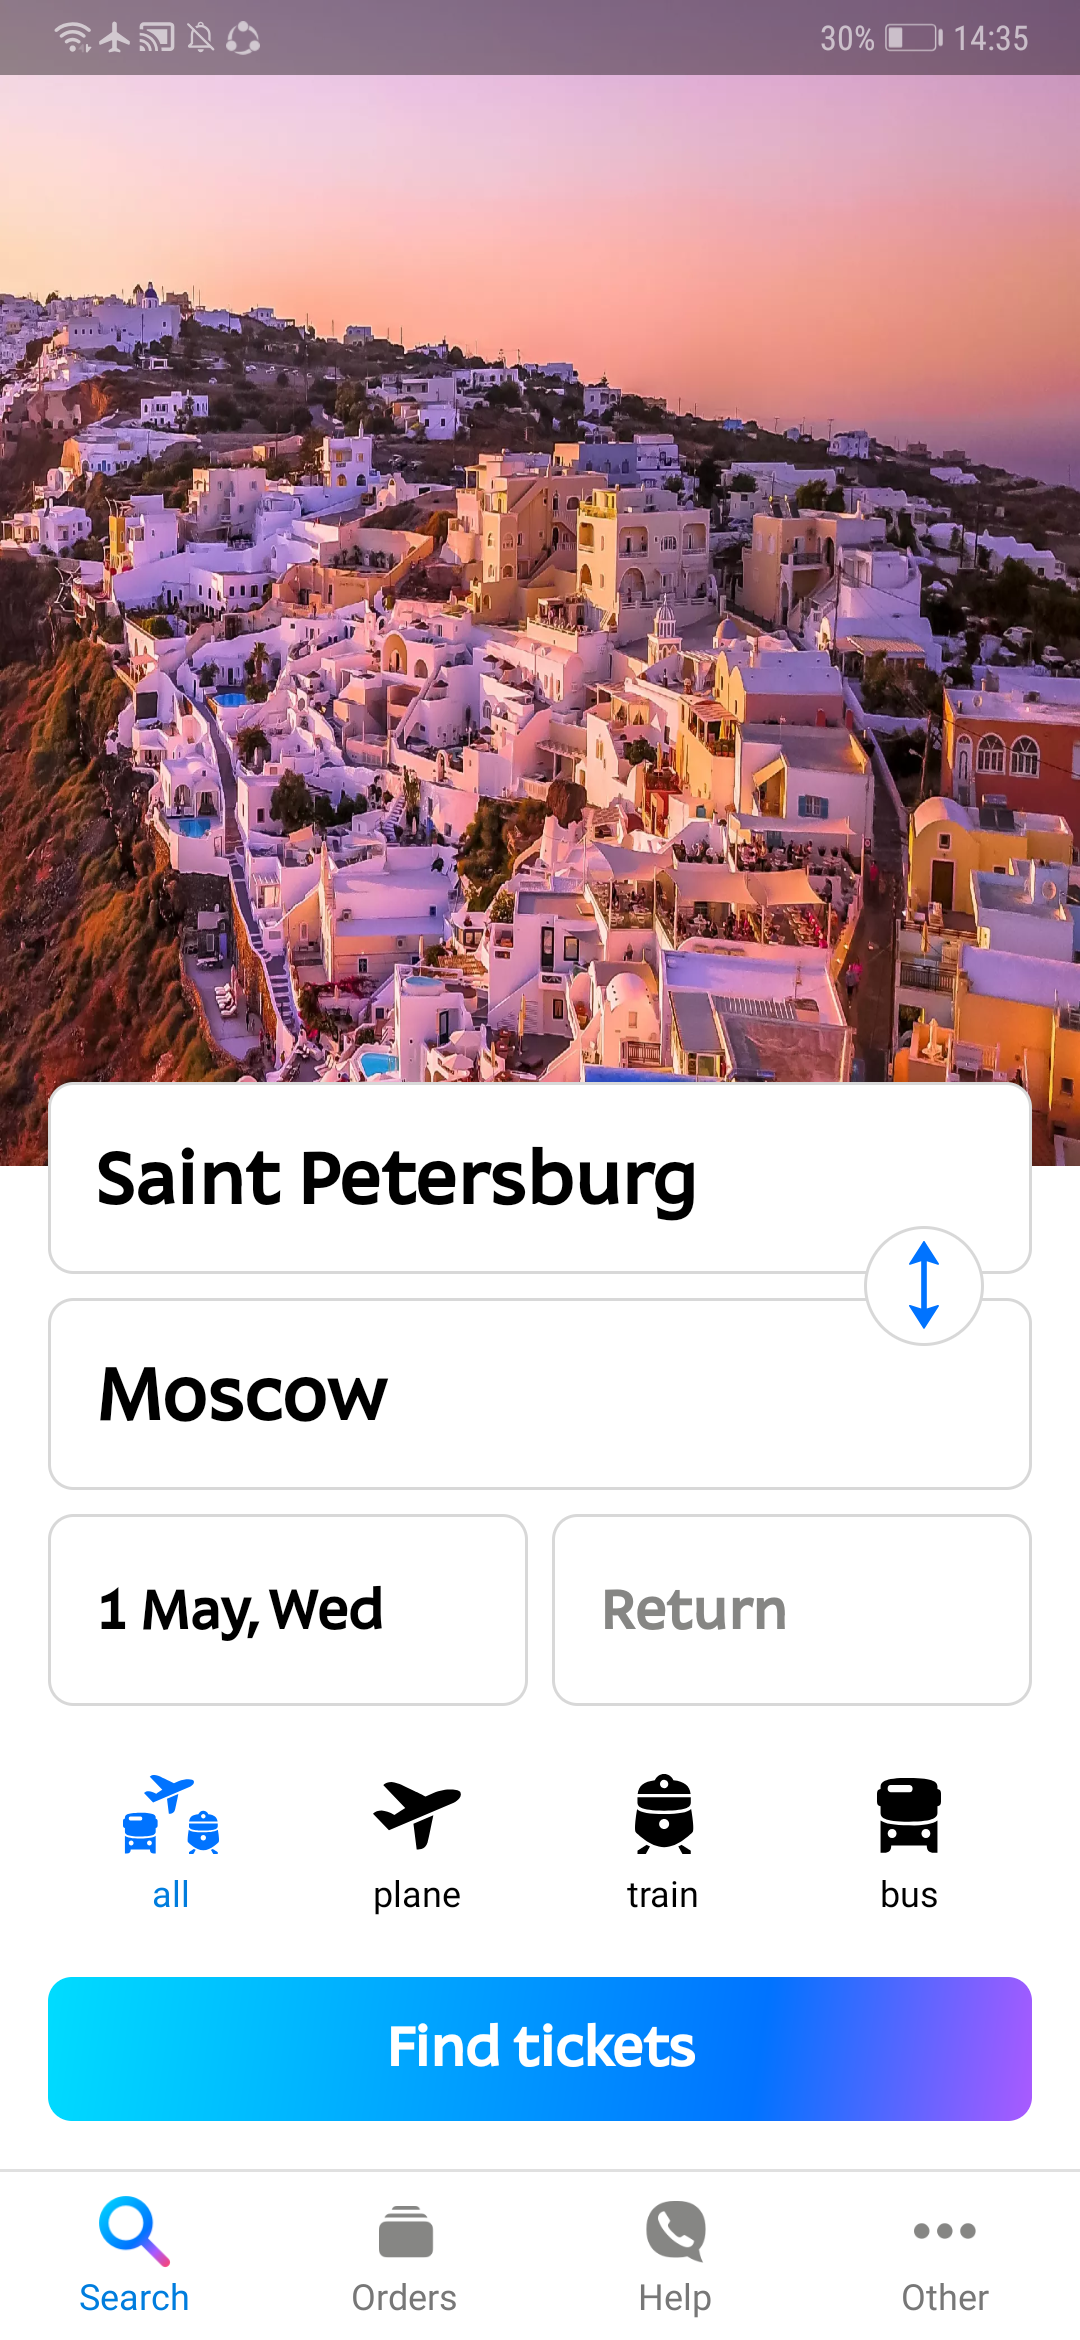 30% 14:35
Saint Petersburg
Moscow
1 May, Wed
Return
all
plane
train
bus
Find tickets
Search
Orders
Help
Other